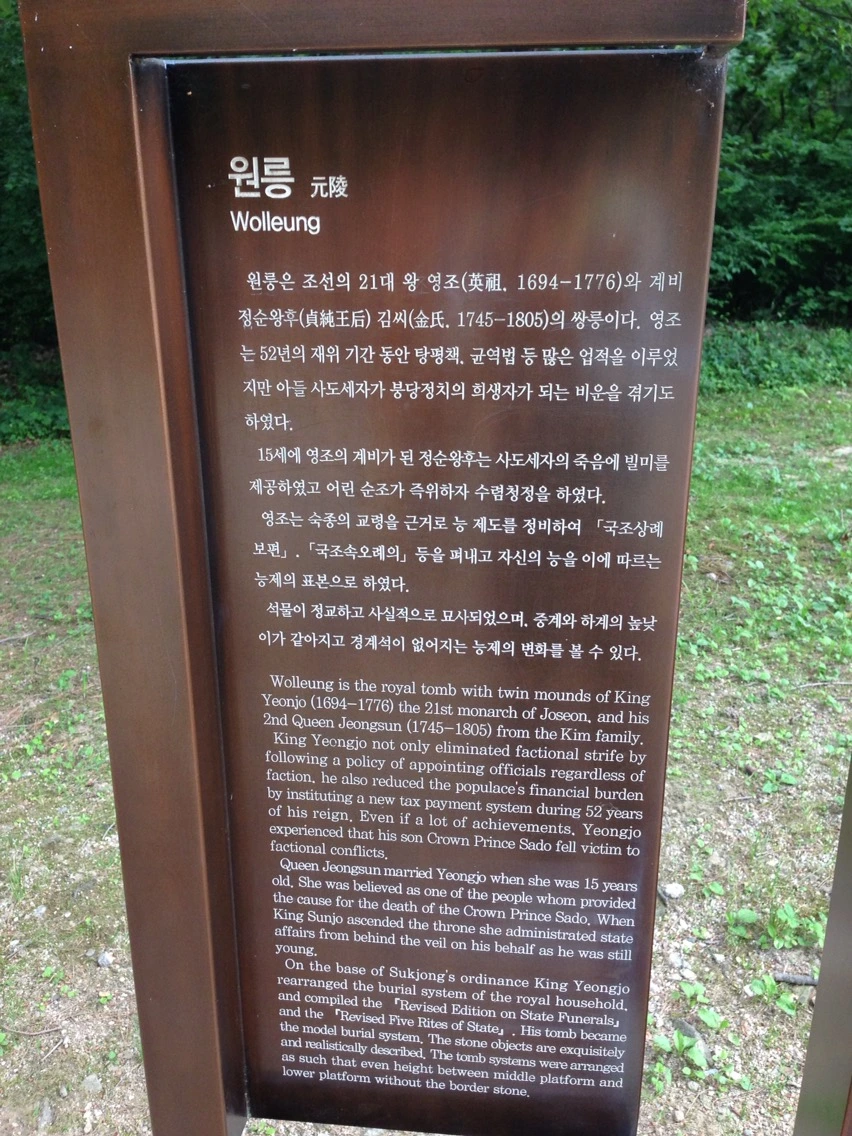 원릉 元陵
Wolleung
원릉은 조선의 21대 왕 영조(英祖, 1694-1776)와 계비
정순왕후(貞純王后) 김씨(金氏, 1745-1805)의 쌍릉이다. 영조
는 52년의 재위 기간 동안 탕평책, 균역법 등 많은 업적을 이루었
지만 아들 사도세자가 붕당정치의 희생자가 되는 비운을 겪기도
하였다.
15세에 영조의 계비가 된 정순왕후는 사도세자의 죽음에 빌미를
제공하였고 어린 순조가 즉위하자 수렴청정을 하였다.
영조는 숙종의 교령을 근거로 능 제도를 정비하여 「국조상례
보편」, 「국조속오례의」 등을 펴내고 자신의 능을 이에 따르는
능제의 표본으로 하였다.
석물이 정교하고 사실적으로 묘사되었으며, 중계와 하계의 높낮
이가 같아지고 경계석이 없어지는 능제의 변화를 볼 수 있다.
Wolleung is the royal tomb with twin mounds of King
Yeonjo (1694-1776) the 21st monarch of Joseon, and his
2nd Queen Jeongsun (1745-1805) from the Kim family.
King Yeongjo not only eliminated factional strife by
following a policy of appointing officials regardless of
faction, he also reduced the populace's financial burden
by instituting a new tax payment system during 52 years
of his reign. Even if a lot of achievements, Yeongjo
experienced that his son Crown Prince Sado fell victim to
factional conflicts.
Queen Jeongsun married Yeongjo when she was 15 years
old. She was believed as one of the people whom provided
the cause for the death of the Crown Prince Sado. When
King Sunjo ascended the throne she administrated state
affairs from behind the veil on his behalf as he was still
young.
On the base of Sukjong's ordinance King Yeongjo
rearranged the burial system of the royal household,
and compiled the 『Revised Edition on State Funerals』
and the 『Revised Five Rites of State』. His tomb became
the model burial system. The stone objects are exquisitely
and realistically described. The tomb systems were arranged
as such that even height between middle platform and
lower platform without the border stone.